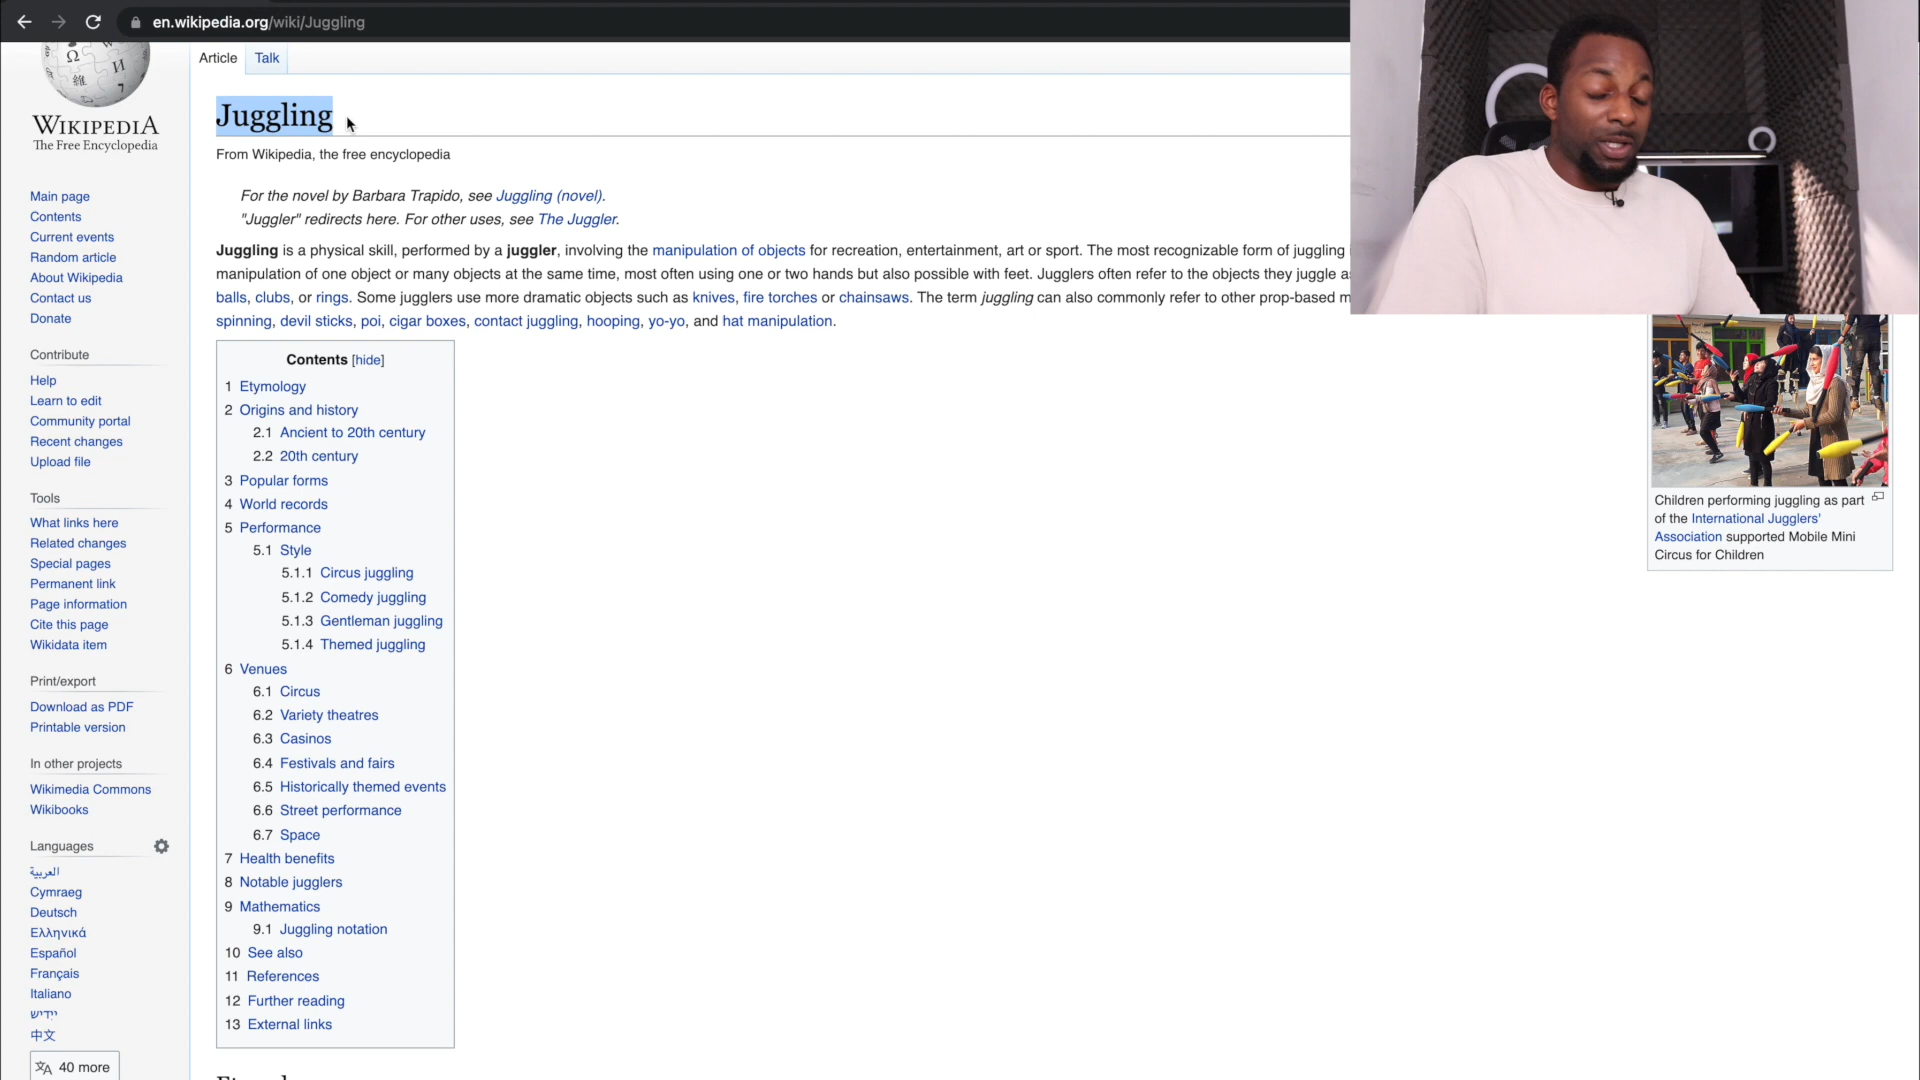 en.wikipedia.org/wiki/Juggling
WIKIPEDIA
The Free Encyclopedia
Main page
Contents
Current events
Random article
About Wikipedia
Contact us
Donate
Contribute
Help
Learn to edit
Community portal
Recent changes
Upload file
Tools
What links here
Related changes
Special pages
Permanent link
Page information
Cite this page
Wikidata item
Print/export
Download as PDF
Printable version
In other projects
Wikimedia Commons
Wikibooks
Languages
العربية
Cymraeg
Deutsch
Ελληνικά
Español
Français
Italiano
ייִדיש
中文
40 more
Article Talk
Juggling
From Wikipedia, the free encyclopedia
For the novel by Barbara Trapido, see Juggling (novel).
"Juggler" redirects here. For other uses, see The Juggler.
Juggling is a physical skill, performed by a juggler, involving the manipulation of objects for recreation, entertainment, art or sport. The most recognizable form of juggling
manipulation of one object or many objects at the same time, most often using one or two hands but also possible with feet. Jugglers often refer to the objects they juggle
balls, clubs, or rings. Some jugglers use more dramatic objects such as knives, fire torches or chainsaws. The term juggling can also commonly refer to other prop-based
spinning, devil sticks, poi, cigar boxes, contact juggling, hooping, yo-yo, and hat manipulation.
Contents [hide]
1 Etymology
2 Origins and history
2.1 Ancient to 20th century
2.2 20th century
3 Popular forms
4 World records
5 Performance
5.1 Style
5.1.1 Circus juggling
5.1.2 Comedy juggling
5.1.3 Gentleman juggling
5.1.4 Themed juggling
6 Venues
6.1 Circus
6.2 Variety theatres
6.3 Casinos
6.4 Festivals and fairs
6.5 Historically themed events
6.6 Street performance
6.7 Space
7 Health benefits
8 Notable jugglers
9 Mathematics
9.1 Juggling notation
10 See also
11 References
12 Further reading
13 External links
Children performing juggling as part
of the International Jugglers'
Association supported Mobile Mini
Circus for Children